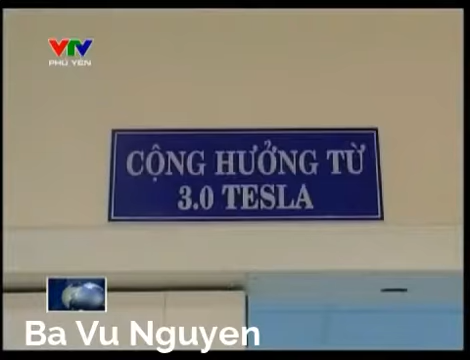 VTV
PHÚ YÊN
CỘNG HƯỞNG TỪ
3.0 TESLA
Ba Vu Nguyen